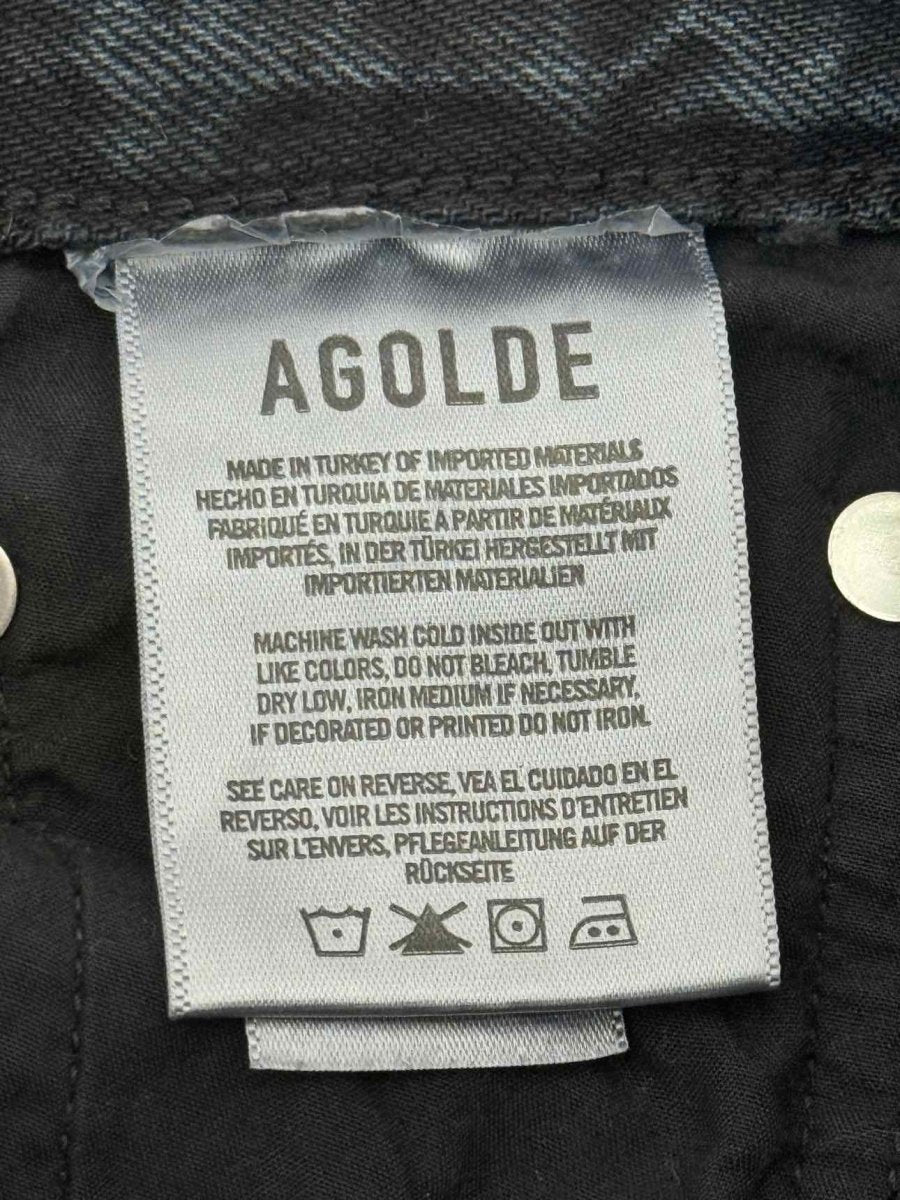 AGOLDE
MADE IN TURKEY OF IMPORTED MATERIALS
HECHO EN TURQUIA DE MATERIALES IMPORTADOS
FABRIQUÉ EN TURQUIE À PARTIR DE MATÉRIAUX
IMPORTÉS, IN DER TÜRKEI HERGESTELLT MIT
IMPORTIERTEN MATERIALIEN
MACHINE WASH COLD INSIDE OUT WITH
LIKE COLORS, DO NOT BLEACH, TUMBLE
DRY LOW, IRON MEDIUM IF NECESSARY,
IF DECORATED OR PRINTED DO NOT IRON.
SEE CARE ON REVERSE, VEA EL CUIDADO EN EL
REVERSO, VOIR LES INSTRUCTIONS D'ENTRETIEN
SUR L'ENVERS, PFLEGEANLEITUNG AUF DER
RÜCKSEITE